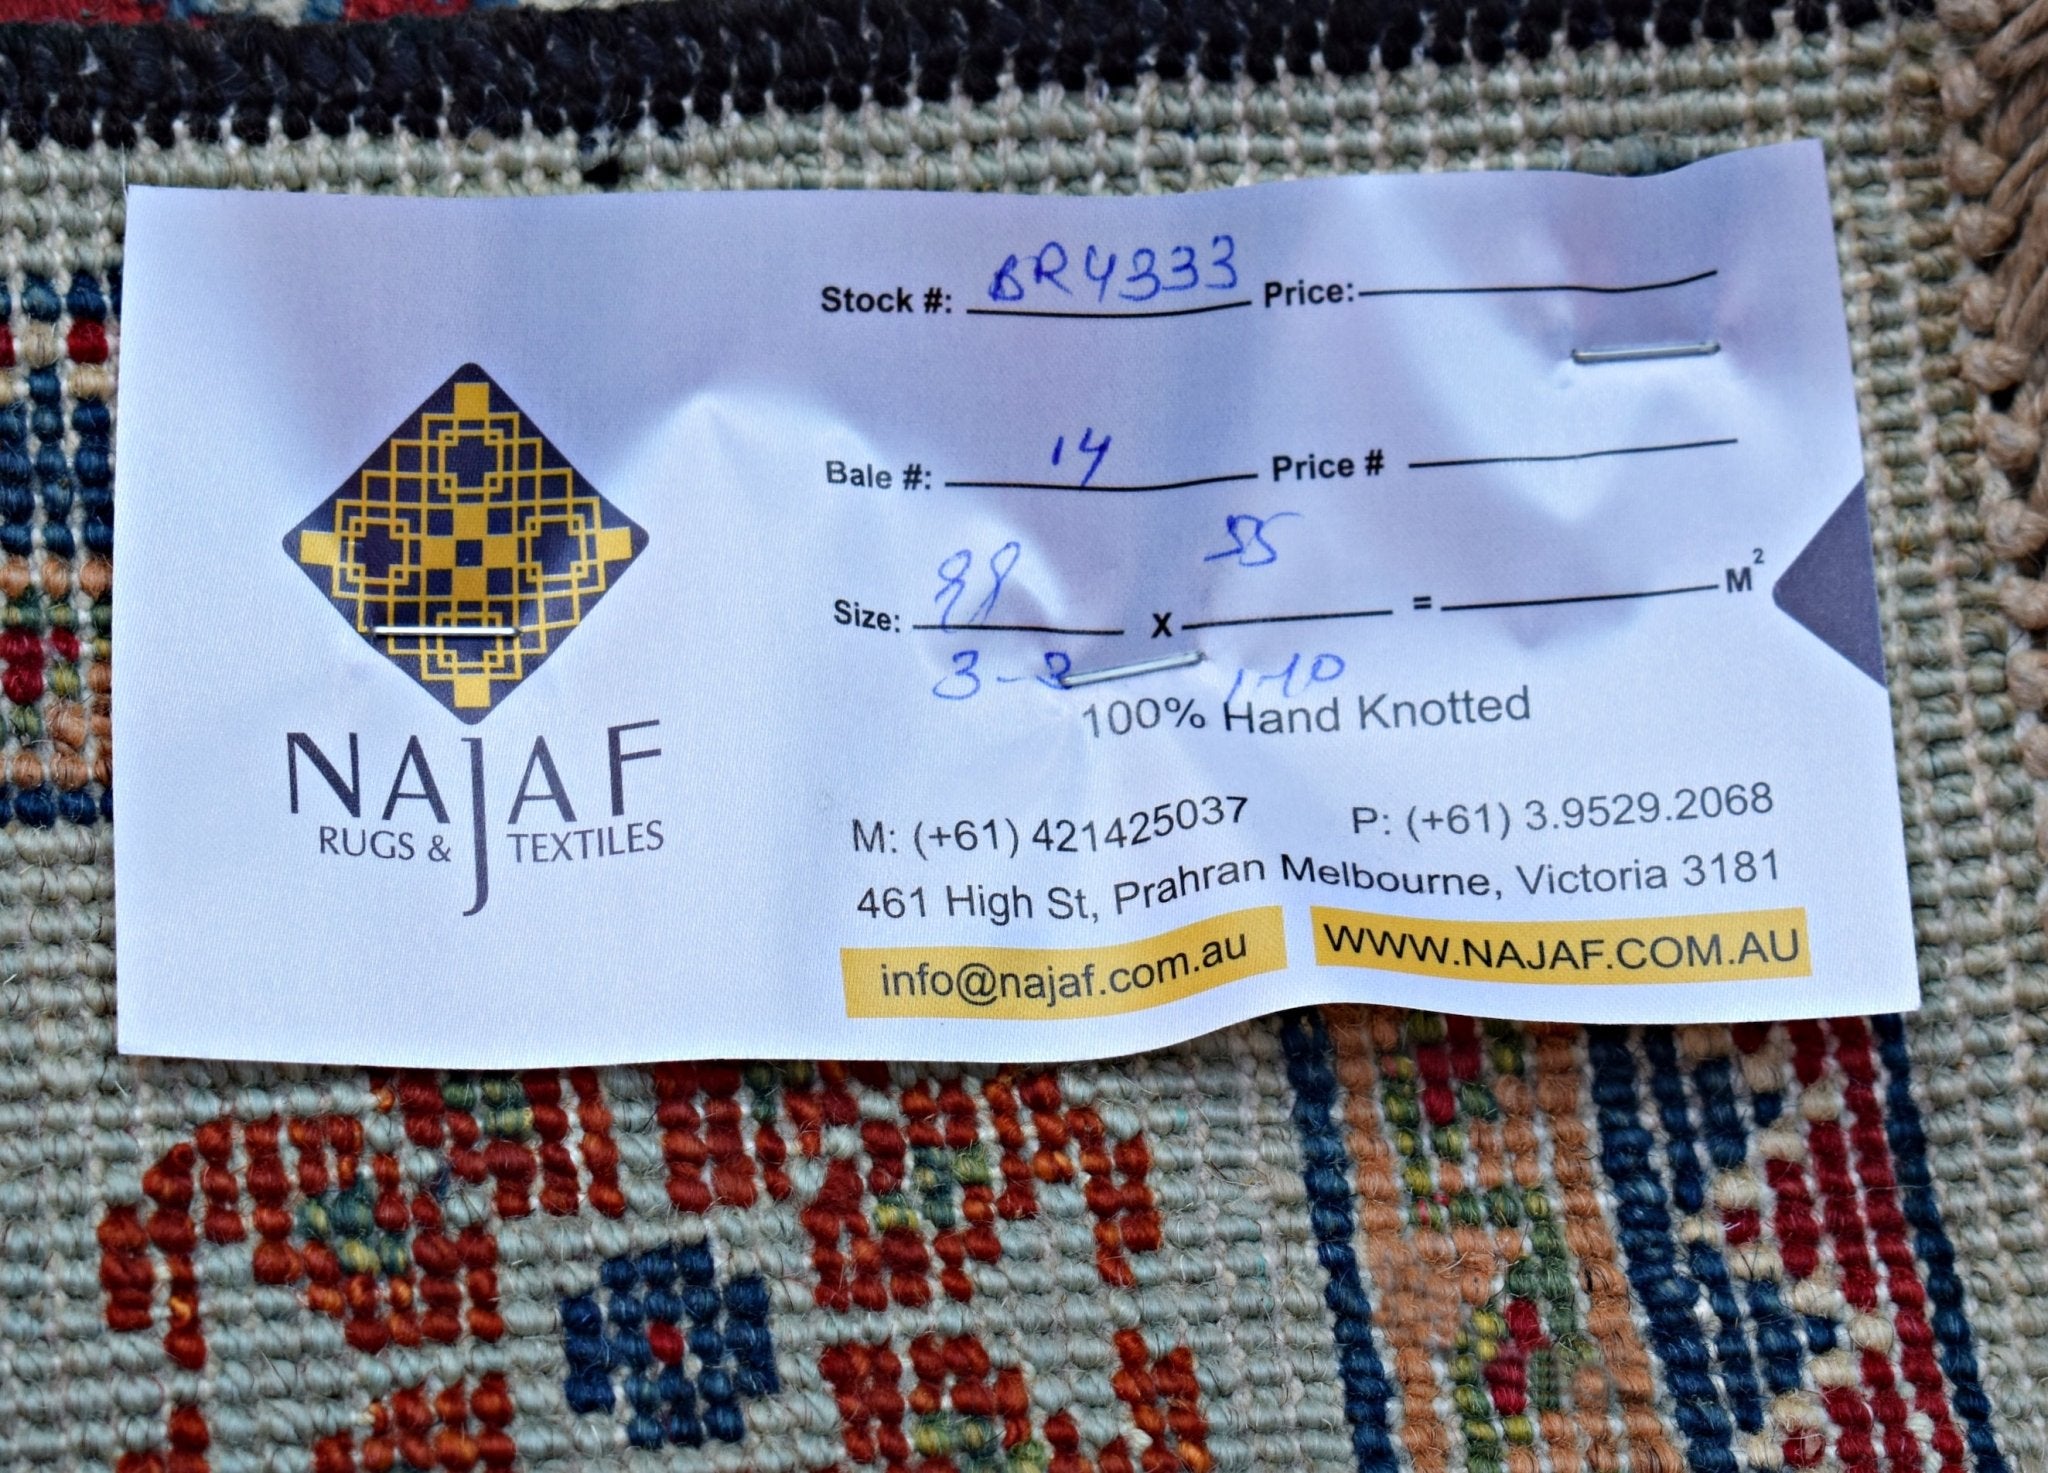 NAJAF
RUGS & TEXTILES
Stock #: BR4333 Price:
Bale #: 14 Price #
55
Size: 98 x = M²
3-3 1-10
100% Hand Knotted
M: (+61) 421425037 P: (+61) 3.9529.2068
461 High St, Prahran Melbourne, Victoria 3181
info@najaf.com.au WWW.NAJAF.COM.AU